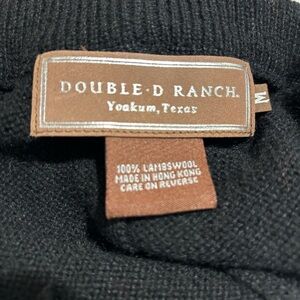 DOUBLE·D RANCH.
Yoakum, Texas
M
100% LAMBSWOOL
MADE IN HONG KONG
CARE ON REVERSE